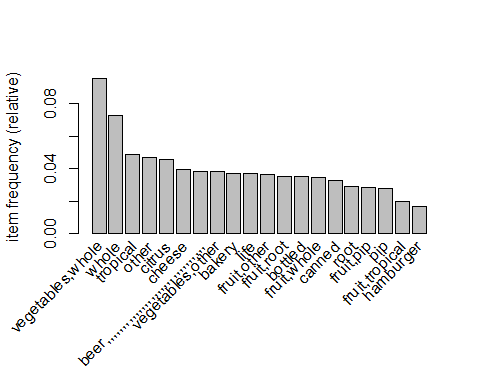 item frequency (relative)
0.00
0.04
0.08
vegetables,whole
whole
tropical
other
citrus
cheese
beer,,,,,,,,,,,,,,,,,,,,,,,,,,,,,,,
vegetables,other
bakery
life
fruit,other
fruit,root
bottled
fruit,whole
canned
root
fruit,pip
pip
fruit,tropical
hamburger